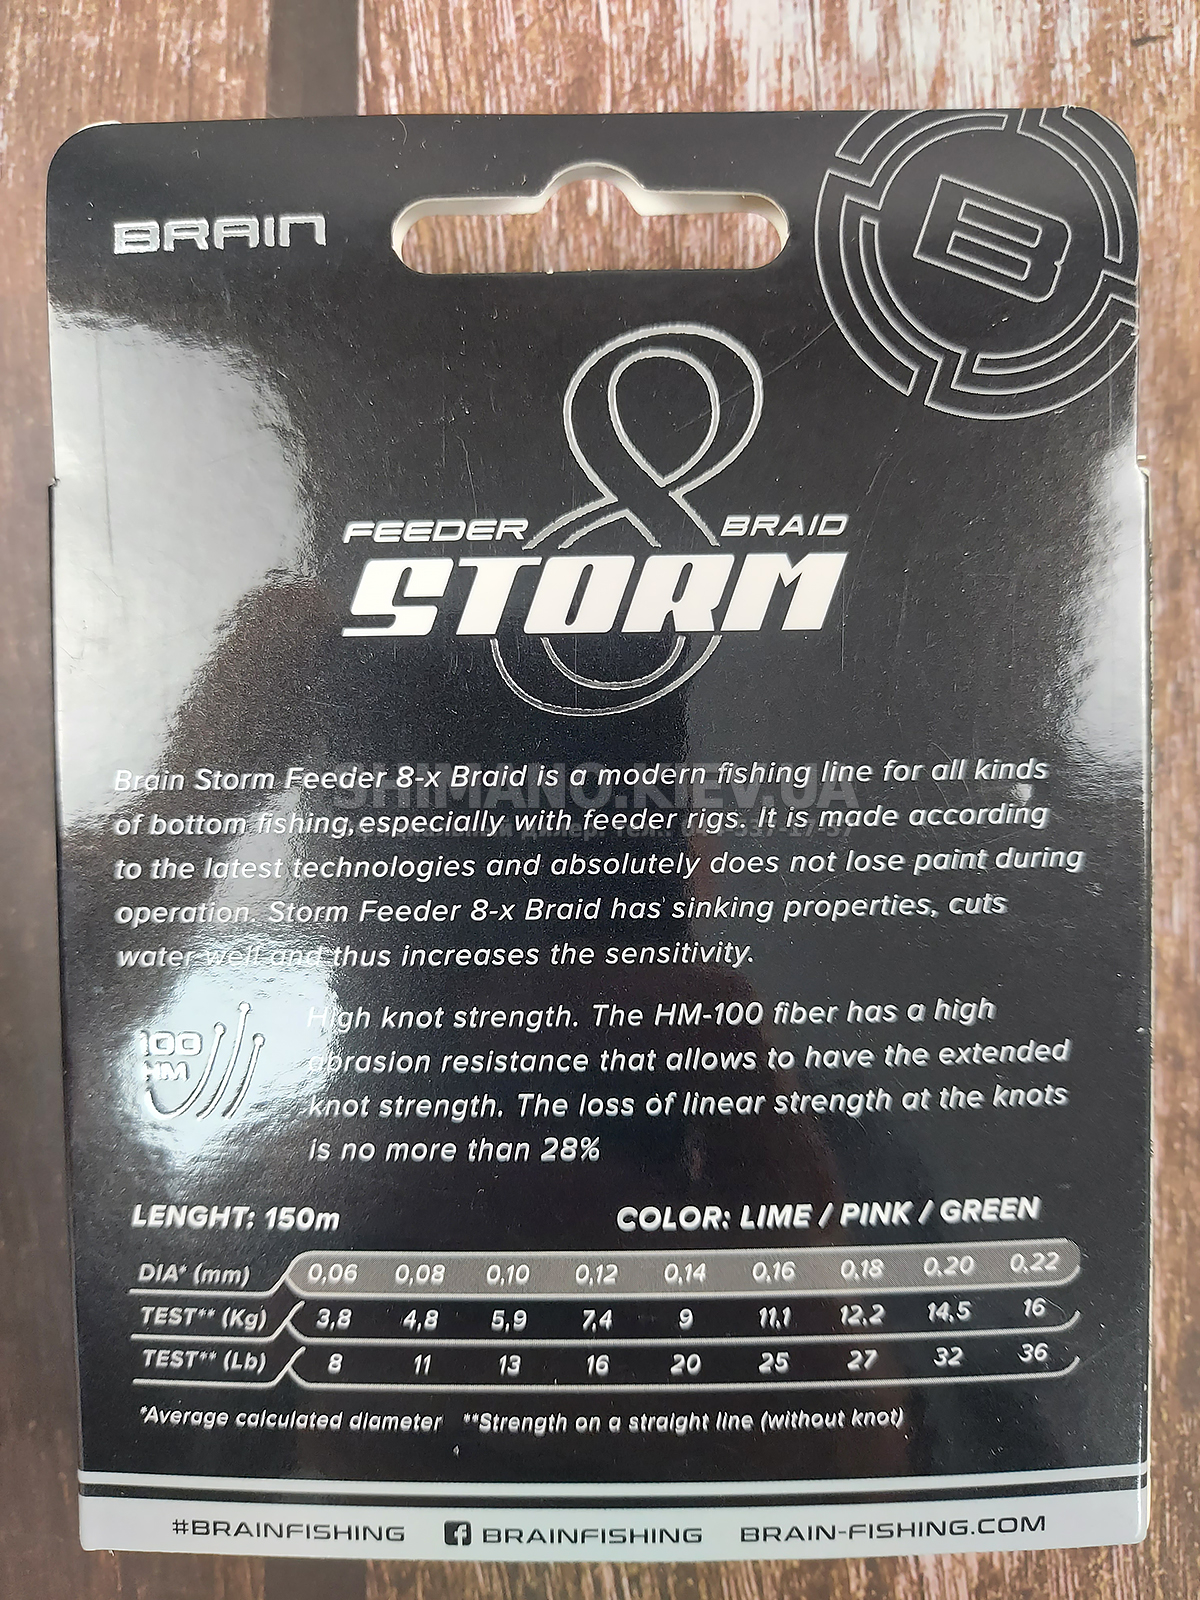 BRAIN
B
FEEDER 8 BRAID
STORM
Brain Storm Feeder 8-x Braid is a modern fishing line for all kinds
of bottom fishing, especially with feeder rigs. It is made according
to the latest technologies and absolutely does not lose paint during
operation. Storm Feeder 8-x Braid has sinking properties, cuts
water well and thus increases the sensitivity.
SHIMANO.KIEV.UA
100
HM
High knot strength. The HM-100 fiber has a high
abrasion resistance that allows to have the extended
knot strength. The loss of linear strength at the knots
is no more than 28%
LENGHT: 150m COLOR: LIME / PINK / GREEN
DIA* (mm) 0,06 0,08 0,10 0,12 0,14 0,16 0,18 0,20 0,22
TEST** (Kg) 3,8 4,8 5,9 7,4 9 11,1 12,2 14,5 16
TEST** (Lb) 8 11 13 16 20 25 27 32 36
*Average calculated diameter **Strength on a straight line (without knot)
#BRAINFISHING f BRAINFISHING BRAIN-FISHING.COM